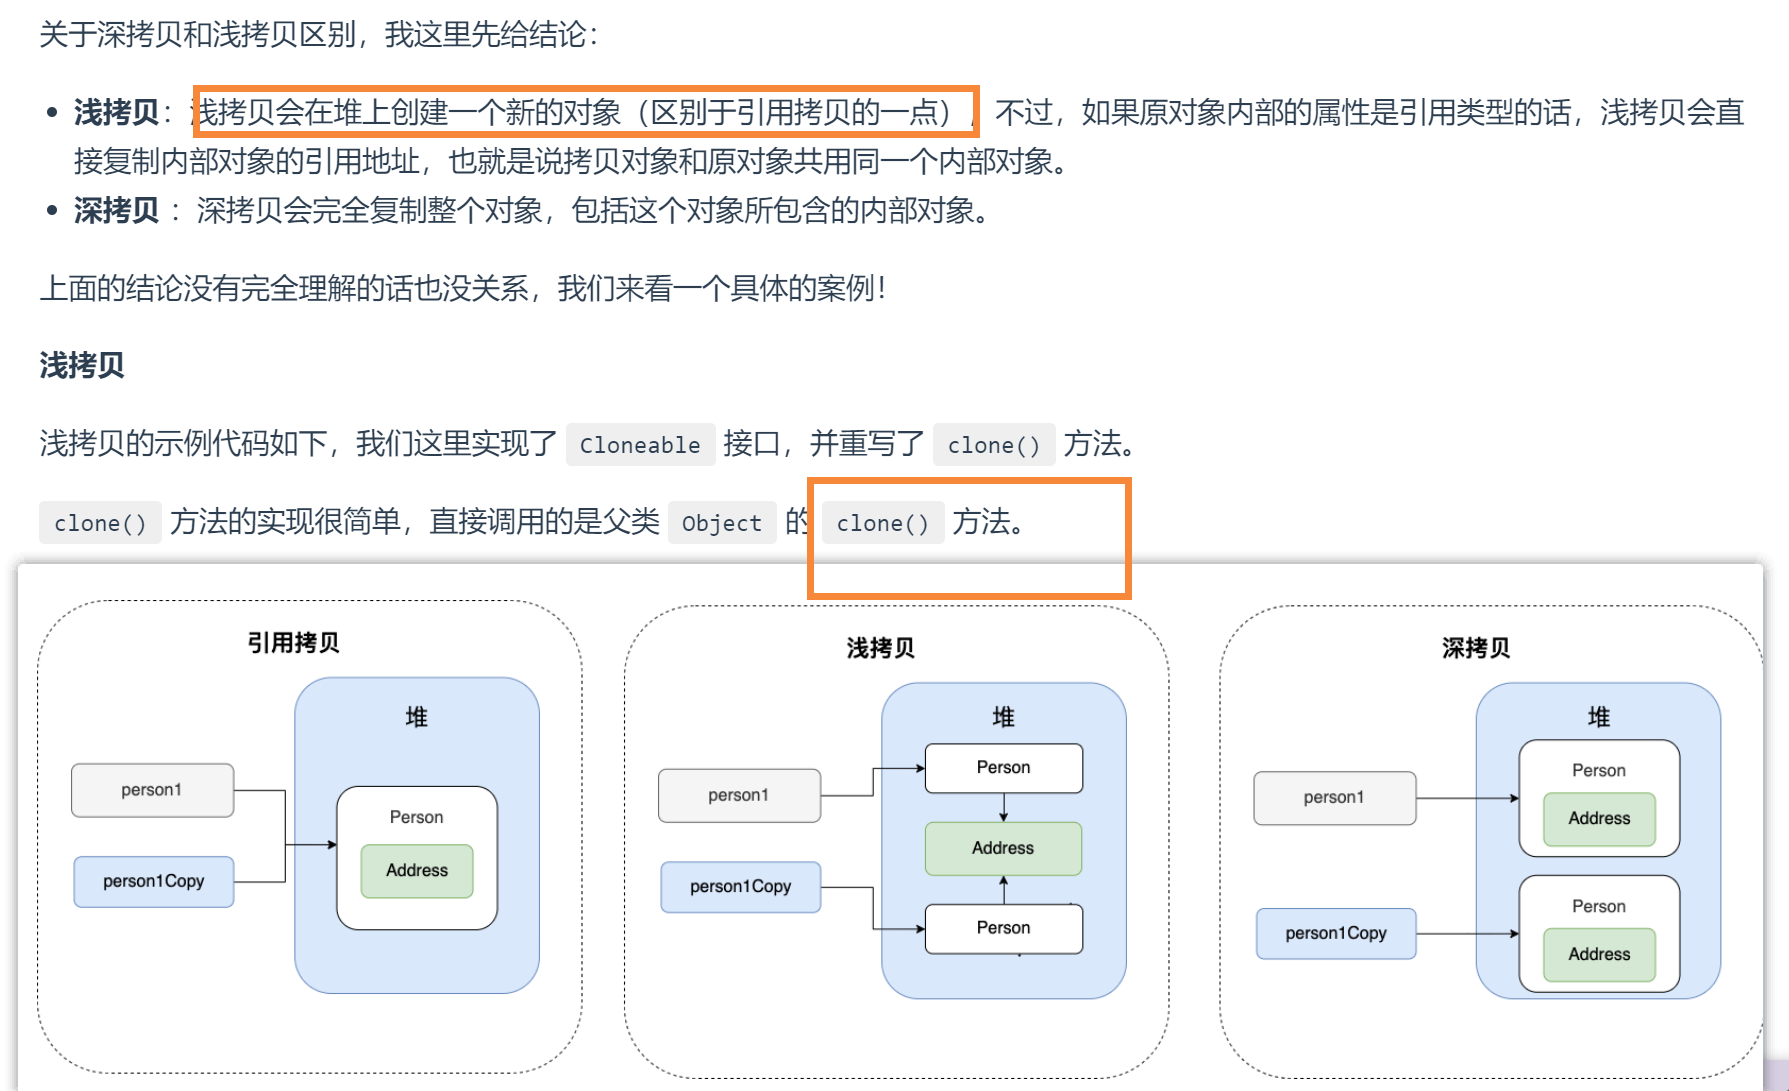 关于深拷贝和浅拷贝区别，我这里先给结论：
• 浅拷贝：浅拷贝会在堆上创建一个新的对象（区别于引用拷贝的一点），不过，如果原对象内部的属性是引用类型的话，浅拷贝会直
接复制内部对象的引用地址，也就是说拷贝对象和原对象共用同一个内部对象。
• 深拷贝 ：深拷贝会完全复制整个对象，包括这个对象所包含的内部对象。
上面的结论没有完全理解的话也没关系，我们来看一个具体的案例！
浅拷贝
浅拷贝的示例代码如下，我们这里实现了 Cloneable 接口，并重写了 clone() 方法。
clone() 方法的实现很简单，直接调用的是父类 Object 的 clone() 方法。
引用拷贝
堆
person1
Person
Address
person1Copy
浅拷贝
堆
Person
person1
Address
person1Copy
Person
深拷贝
堆
Person
person1
Address
Person
person1Copy
Address